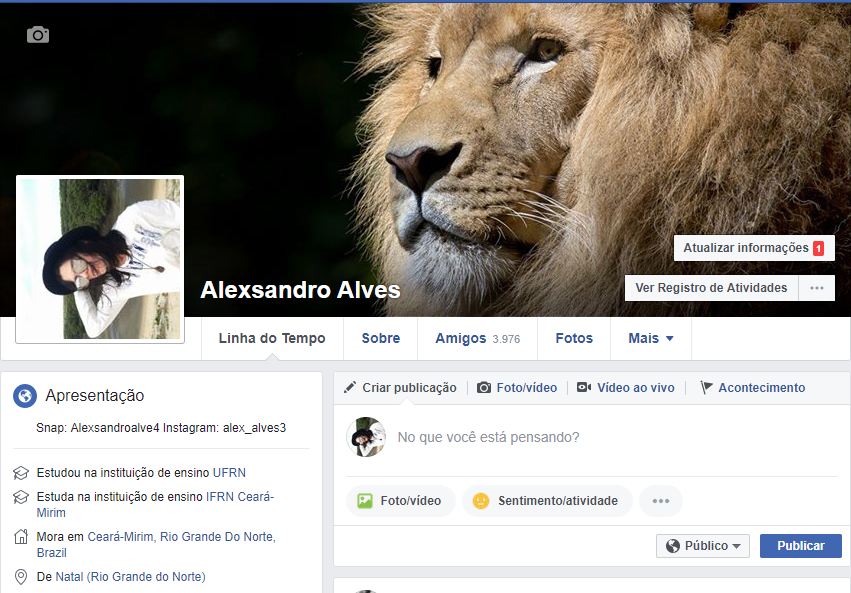 Atualizar informações 1
Alexsandro Alves
Ver Registro de Atividades
Linha do Tempo Sobre Amigos 3.976 Fotos Mais
Apresentação
Snap: Alexsandroalve4 Instagram: alex_alves3
Estudou na instituição de ensino UFRN
Estuda na instituição de ensino IFRN Ceará-
Mirim
Mora em Ceará-Mirim, Rio Grande Do Norte,
Brazil
De Natal (Rio Grande do Norte)
Criar publicação Foto/vídeo Vídeo ao vivo Acontecimento
No que você está pensando?
Foto/vídeo Sentimento/atividade
Público Publicar